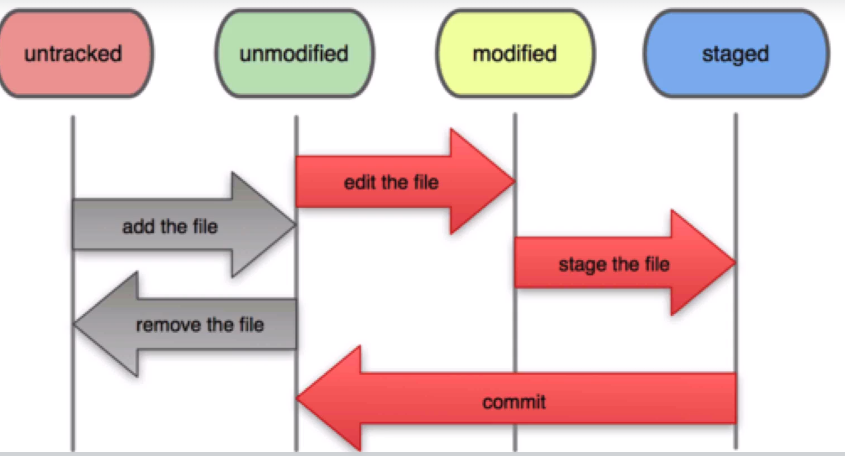 untracked
unmodified
modified
staged
edit the file
add the file
stage the file
remove the file
commit